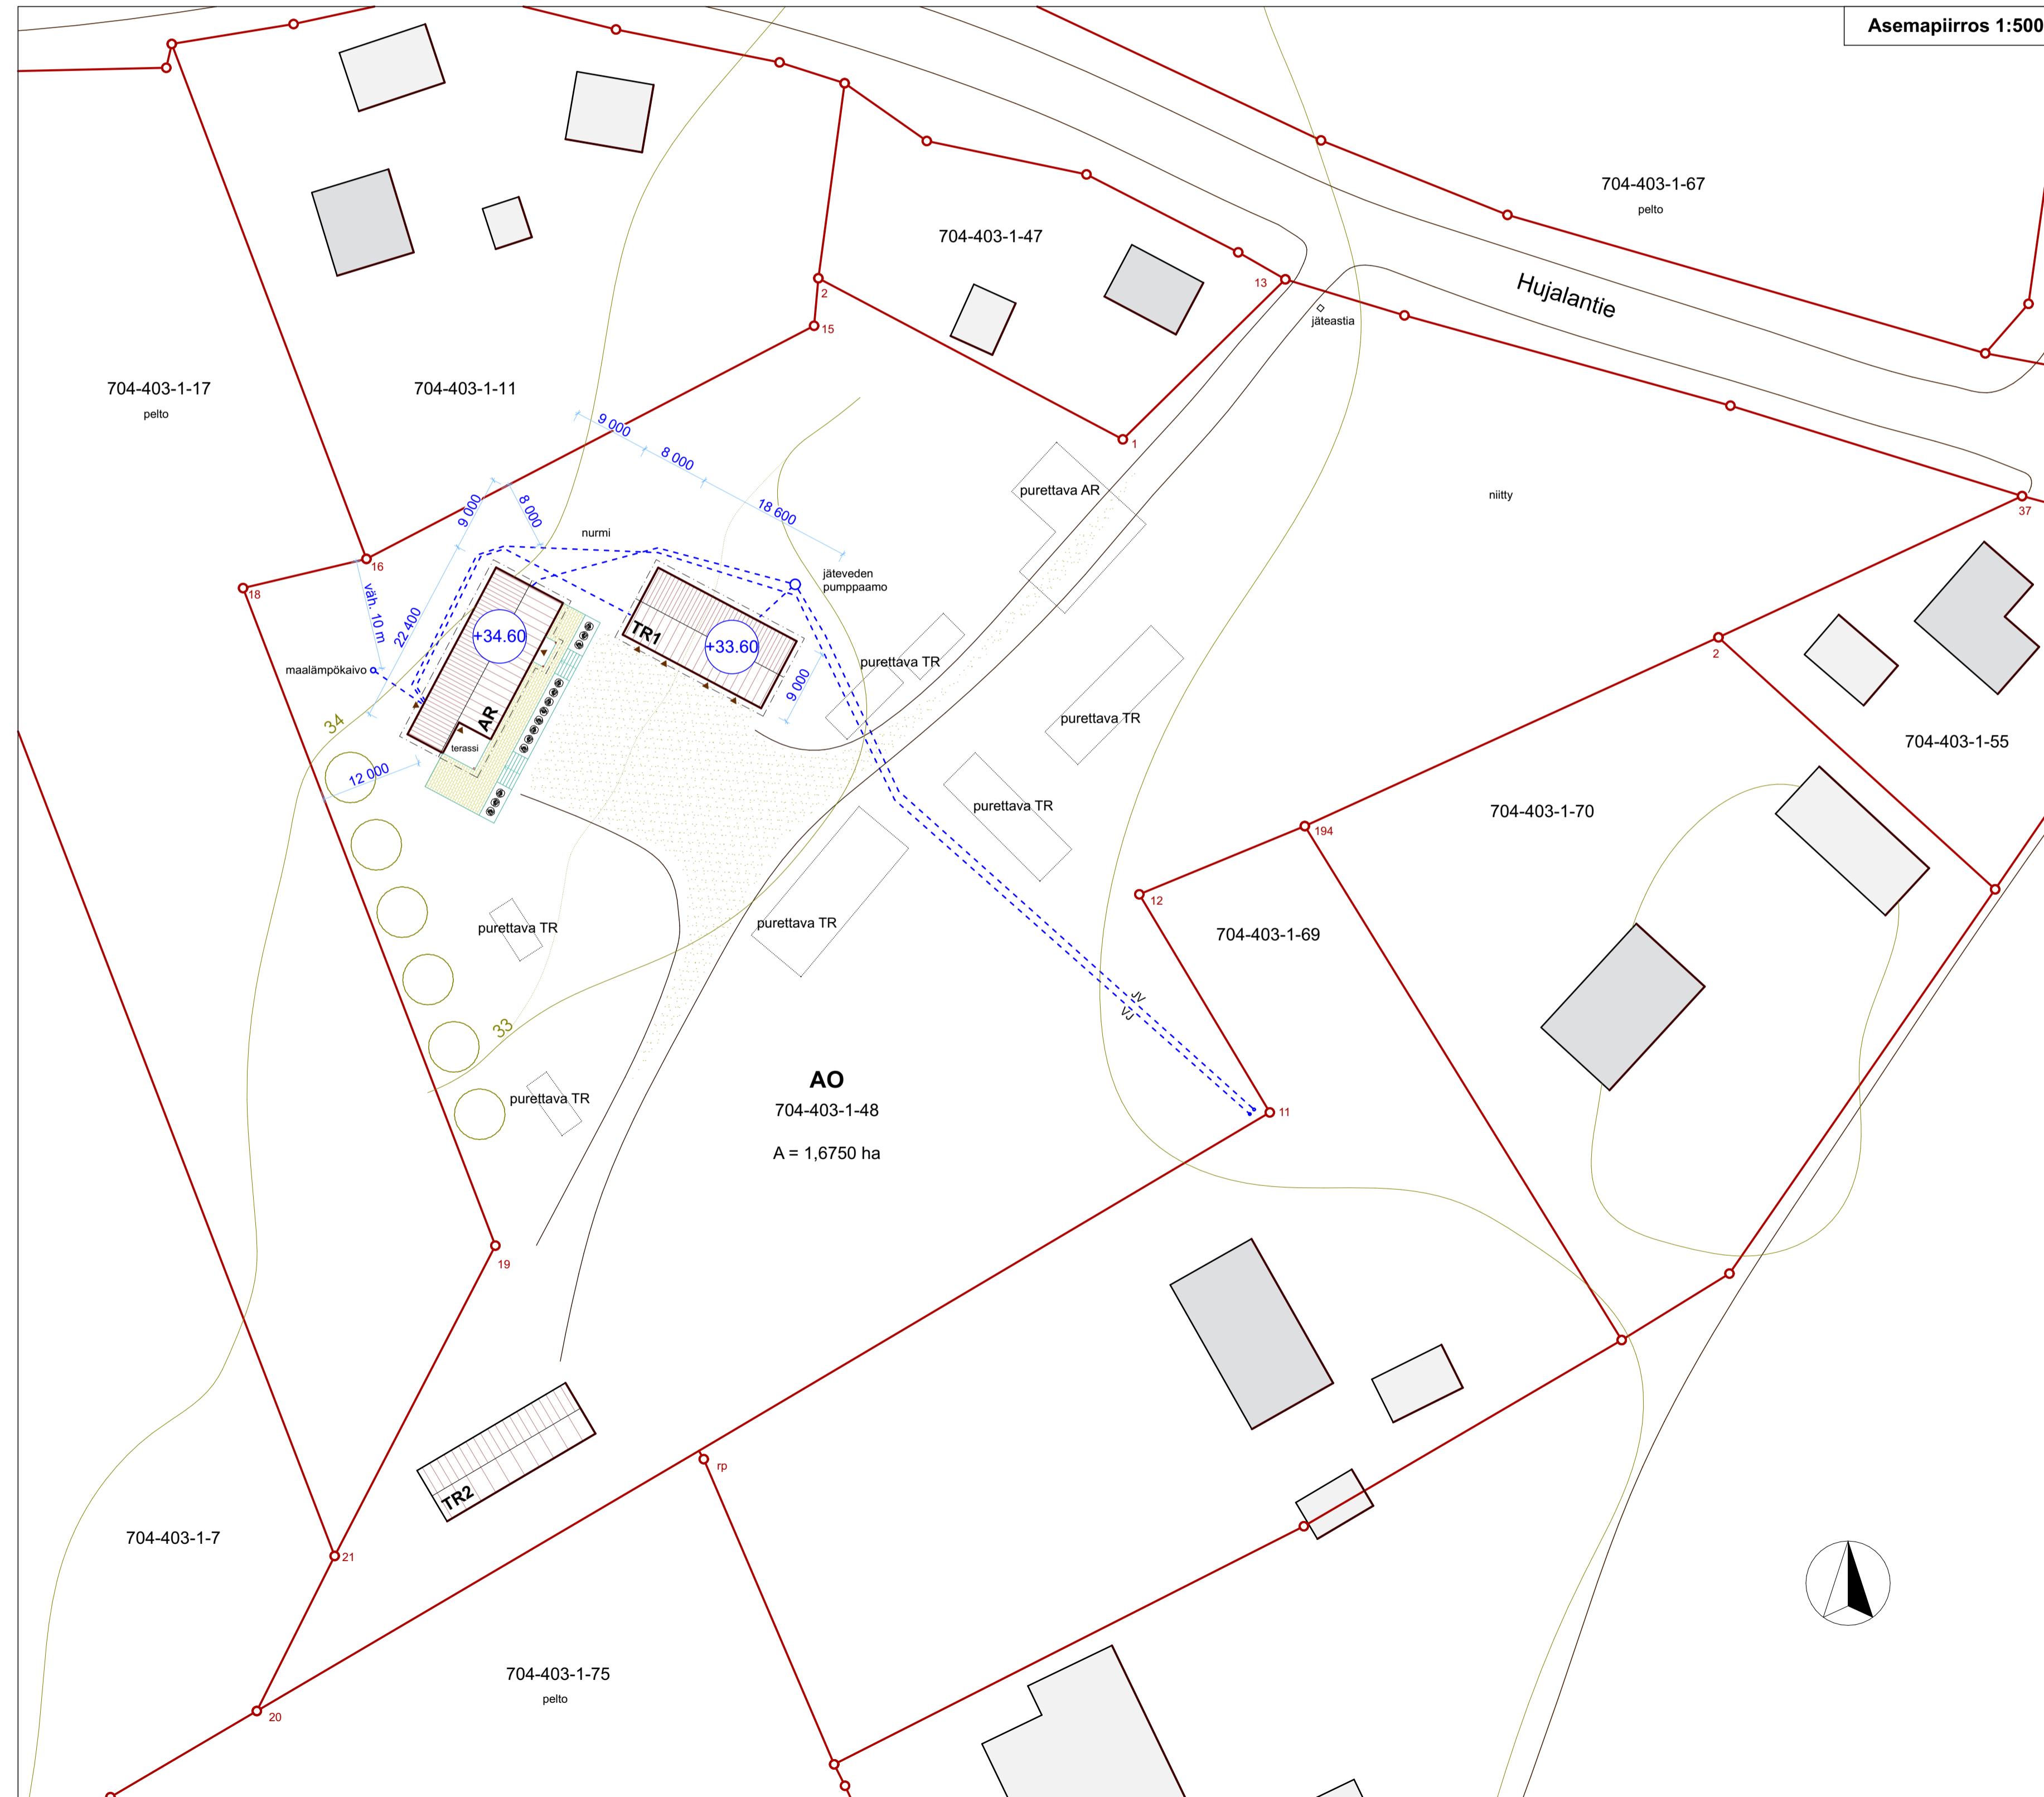 Asemapiirros 1:500
704-403-1-67
pelto
704-403-1-47
13
Hujalantie
2
jäteastia
15
704-403-1-17
pelto
704-403-1-11
9 000
1
8 000
purettava AR
niitty
37
9 000
8 000
18 600
nurmi
16
jäteveden
pumppaamo
18
väh. 10 m
22 400
+34.60
TR1
+33.60
2
purettava TR
maalämpökaivo
9 000
34
AR
terassi
purettava TR
704-403-1-55
12 000
purettava TR
704-403-1-70
194
12
purettava TR
purettava TR
704-403-1-69
JV
VJ
33
AO
704-403-1-48
A = 1,6750 ha
purettava TR
11
19
rp
TR2
704-403-1-7
21
704-403-1-75
pelto
20